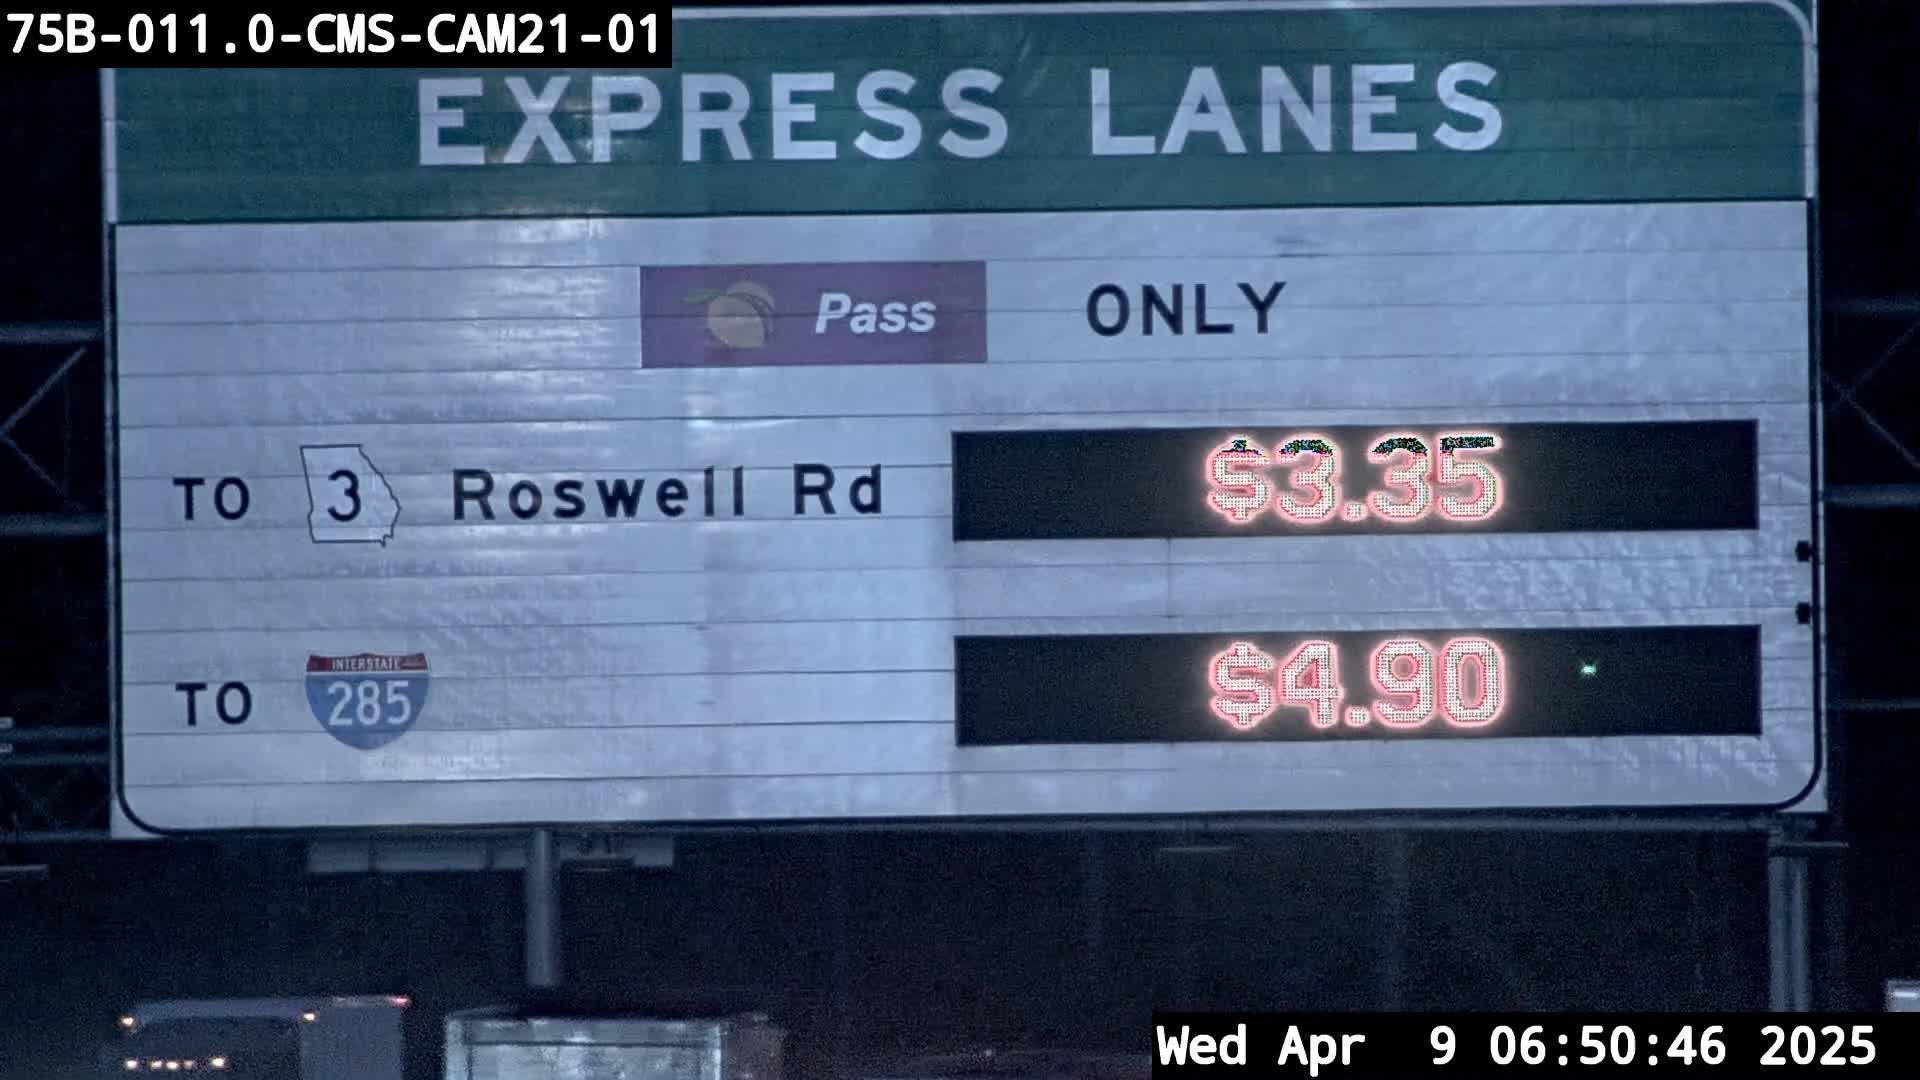 75B-011.0-CMS-CAM21-01
EXPRESS LANES
Pass ONLY
TO 3 Roswell Rd $3.35
TO INTERSTATE 285 $4.90
Wed Apr 9 06:50:46 2025